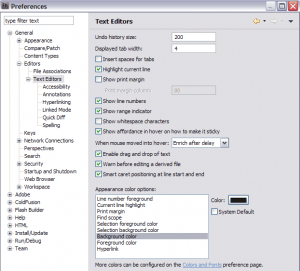 Preferences
type filter text
General
Appearance
Compare/Patch
Content Types
Editors
File Associations
Text Editors
Accessibility
Annotations
Hyperlinking
Linked Mode
Quick Diff
Spelling
Keys
Network Connections
Perspectives
Search
Security
Startup and Shutdown
Web Browser
Workspace
Adobe
ColdFusion
Flash Builder
Help
HTML
Install/Update
Run/Debug
Team
Text Editors
Undo history size: 200
Displayed tab width: 4
Insert spaces for tabs
Highlight current line
Show print margin
Print margin column: 80
Show line numbers
Show range indicator
Show whitespace characters
Show affordance in hover on how to make it sticky
When mouse moved into hover: Enrich after delay
Enable drag and drop of text
Warn before editing a derived file
Smart caret positioning at line start and end
Appearance color options:
Line number foreground
Current line highlight
Print margin
Find scope
Selection foreground color
Selection background color
Background color
Foreground color
Hyperlink
Color:
System Default
More colors can be configured on the Colors and Fonts preference page.